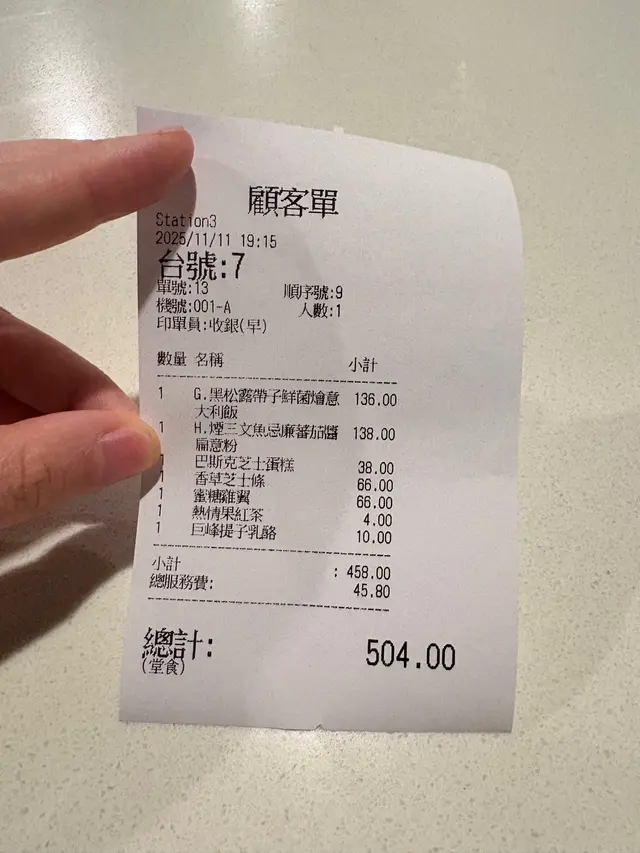 顧客單
Station3
2025/11/11 19:15
台號:7
單號:13 順序號:9
機號:001-A 人數:1
印單員:收銀(早)
數量 名稱 小計
1 G.黑松露帶子鮮菌燴意 136.00
大利飯
1 H.煙三文魚忌廉蕃茄醬 138.00
扁意粉
1 巴斯克芝士蛋糕 38.00
1 香草芝士條 66.00
1 蜜糖雞翼 66.00
1 熱情果紅茶 4.00
1 巨峰提子乳酪 10.00
小計 : 458.00
總服務費: 45.80
總計: 504.00
(堂食)